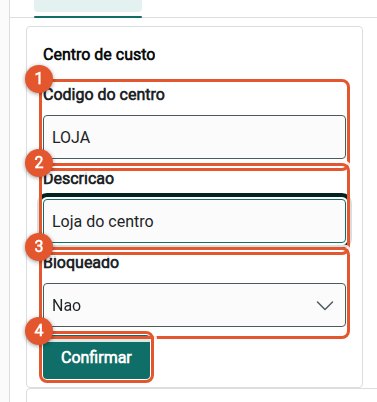 Centro de custo
1
Codigo do centro
LOJA
2
Descricao
Loja do centro
3
Bloqueado
Nao
4
Confirmar